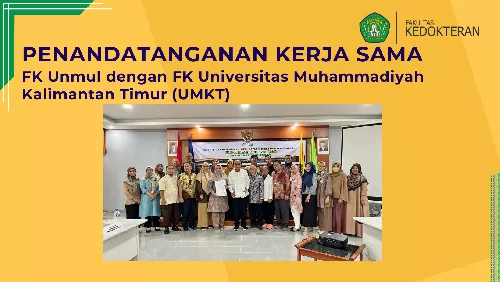 FAKULTAS
KEDOKTERAN
PENANDATANGANAN KERJA SAMA
FK Unmul dengan FK Universitas Muhammadiyah
Kalimantan Timur (UMKT)